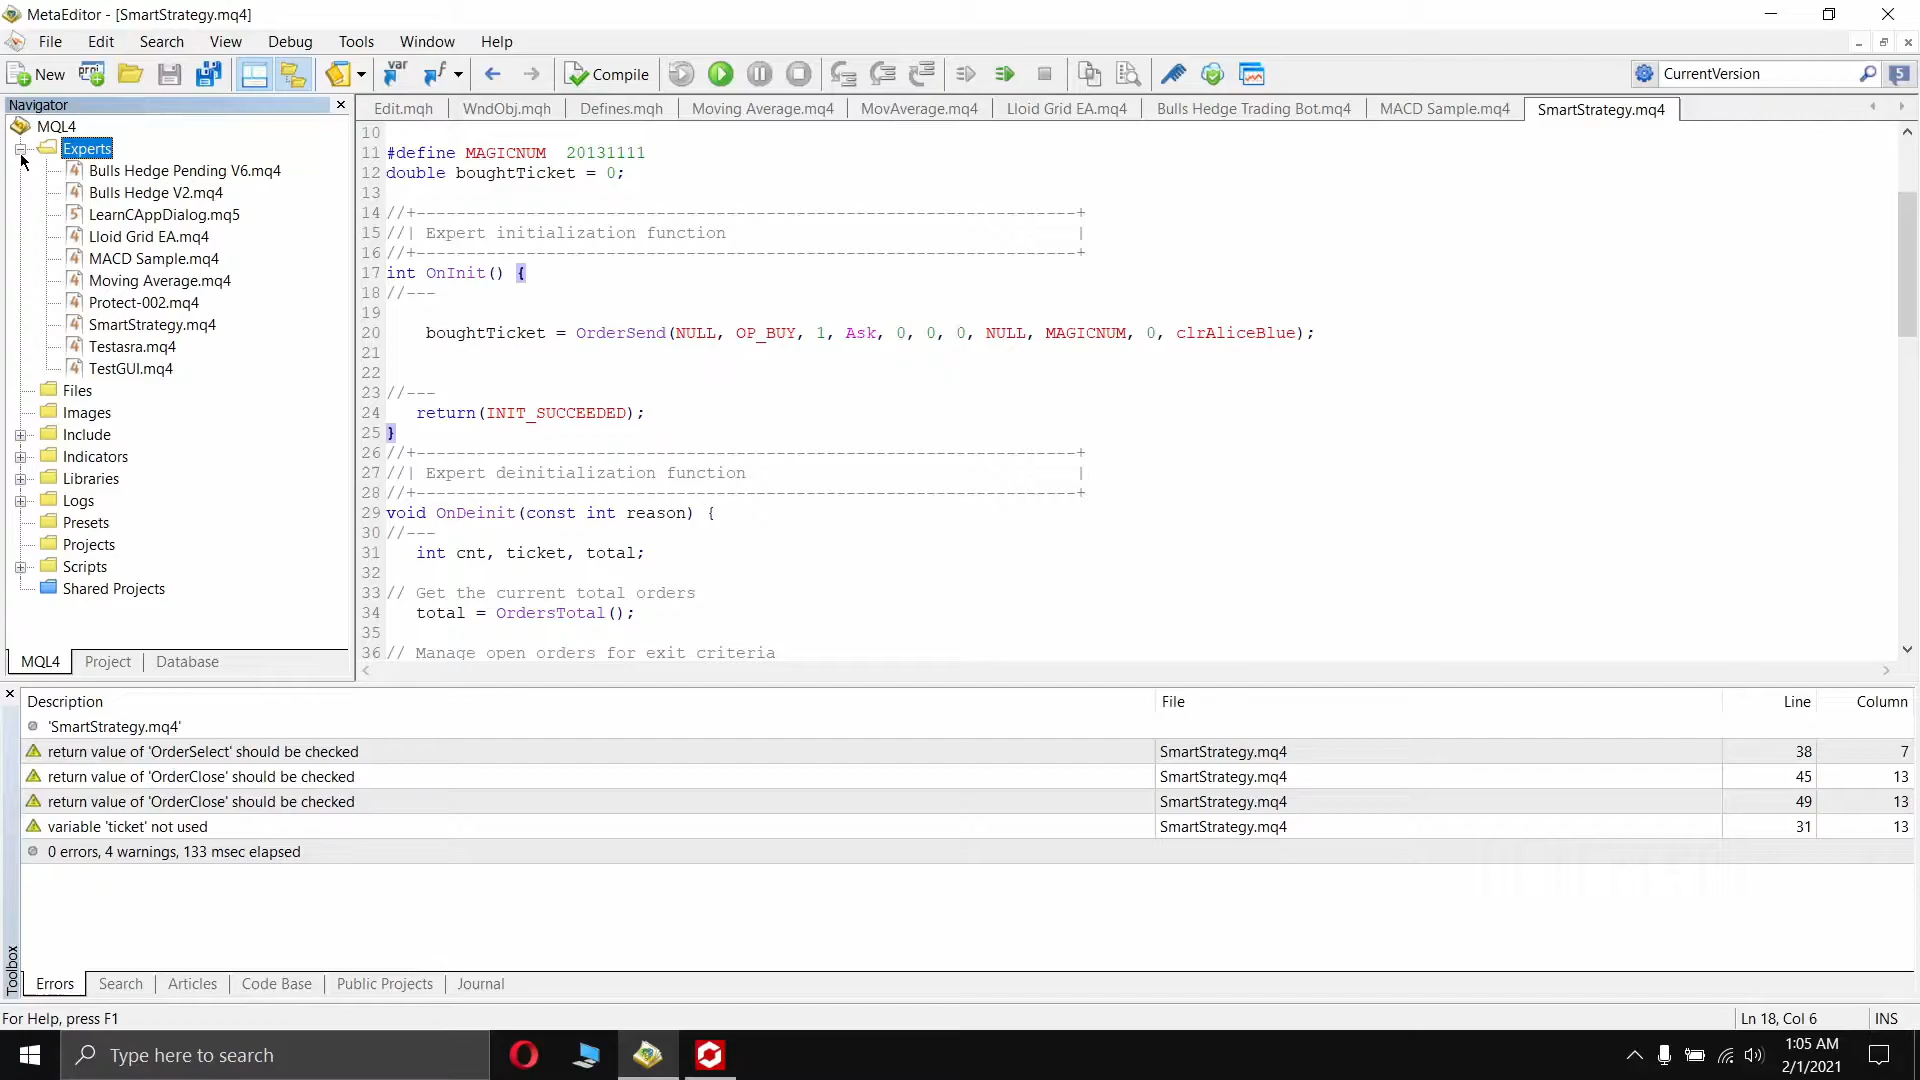 MetaEditor - [SmartStrategy.mq4]
File Edit Search View Debug Tools Window Help
New Compile CurrentVersion 5
Navigator
MQL4
Experts
Bulls Hedge Pending V6.mq4
Bulls Hedge V2.mq4
LearnCAppDialog.mq5
Lloid Grid EA.mq4
MACD Sample.mq4
Moving Average.mq4
Protect-002.mq4
SmartStrategy.mq4
Testasra.mq4
TestGUI.mq4
Files
Images
Include
Indicators
Libraries
Logs
Presets
Projects
Scripts
Shared Projects
MQL4 Project Database
Edit.mqh WndObj.mqh Defines.mqh Moving Average.mq4 MovAverage.mq4 Lloid Grid EA.mq4 Bulls Hedge Trading Bot.mq4 MACD Sample.mq4 SmartStrategy.mq4
10
11 #define MAGICNUM  20131111
12 double boughtTicket = 0;
13
14 //+------------------------------------------------------------------+
15 //| Expert initialization function                                    |
16 //+------------------------------------------------------------------+
17 int OnInit() {
18 //---
19
20     boughtTicket = OrderSend(NULL, OP_BUY, 1, Ask, 0, 0, 0, NULL, MAGICNUM, 0, clrAliceBlue);
21
22
23 //---
24    return(INIT_SUCCEEDED);
25 }
26 //+------------------------------------------------------------------+
27 //| Expert deinitialization function                                  |
28 //+------------------------------------------------------------------+
29 void OnDeinit(const int reason) {
30 //---
31    int cnt, ticket, total;
32
33 // Get the current total orders
34    total = OrdersTotal();
35
36 // Manage open orders for exit criteria
Description File Line Column
'SmartStrategy.mq4'
return value of 'OrderSelect' should be checked SmartStrategy.mq4 38 7
return value of 'OrderClose' should be checked SmartStrategy.mq4 45 13
return value of 'OrderClose' should be checked SmartStrategy.mq4 49 13
variable 'ticket' not used SmartStrategy.mq4 31 13
0 errors, 4 warnings, 133 msec elapsed
Toolbox
Errors Search Articles Code Base Public Projects Journal
For Help, press F1 Ln 18, Col 6 INS
Type here to search
1:05 AM
2/1/2021